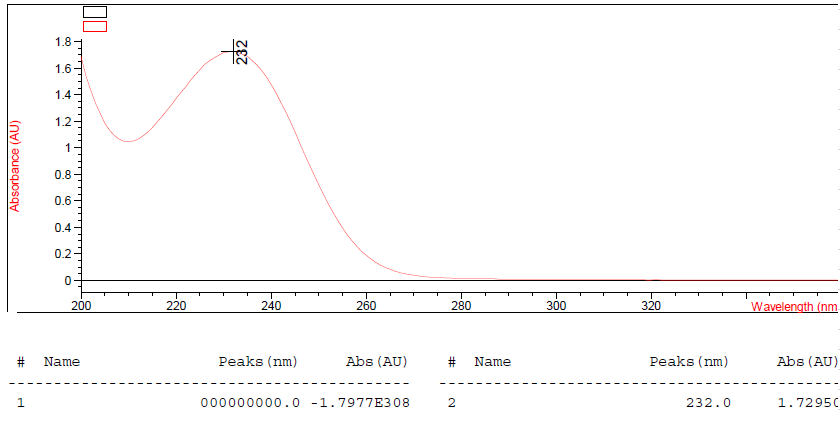 232
1.8
1.6
1.4
1.2
1
0.8
0.6
0.4
0.2
0
Absorbance (AU)
200 220 240 260 280 300 320
Wavelength (nm
# Name Peaks(nm) Abs(AU) # Name Peaks(nm) Abs(AU)
1 000000000.0 -1.7977E308 2 232.0 1.7295